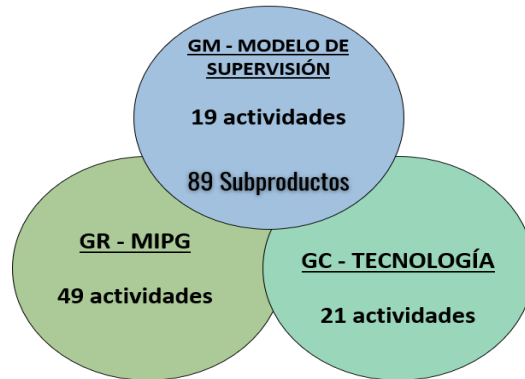 GM - MODELO DE
SUPERVISIÓN
19 actividades
89 Subproductos
GR - MIPG
49 actividades
GC - TECNOLOGÍA
21 actividades